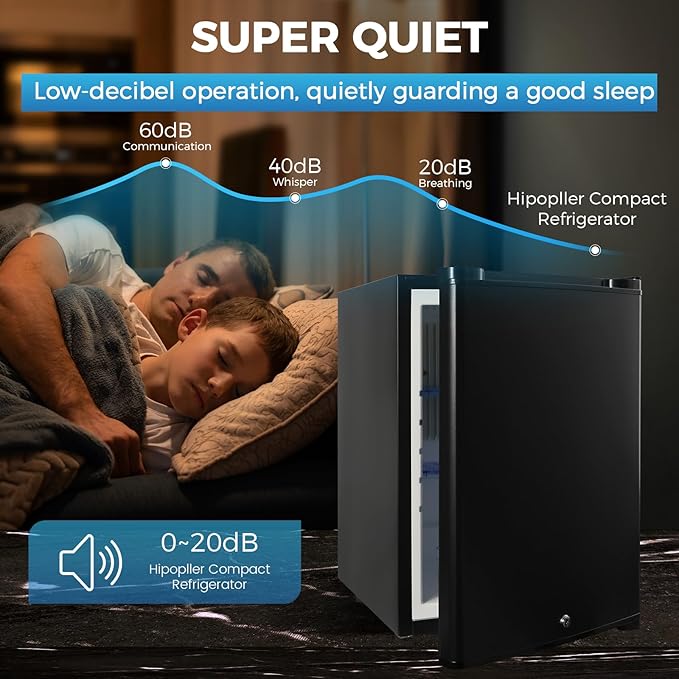 SUPER QUIET
Low-decibel operation, quietly guarding a good sleep
60dB
Communication
40dB
Whisper
20dB
Breathing
Hipopller Compact
Refrigerator
0~20dB
Hipopller Compact
Refrigerator